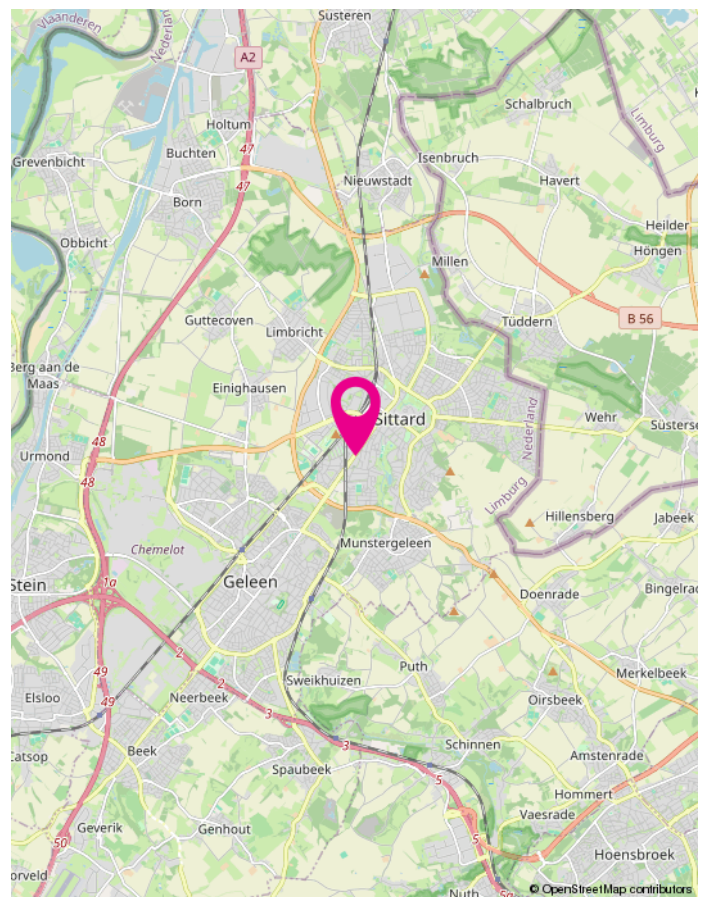 Susteren
Vlaanderen
Nederland
A2
Schalbruch
Holtum
Limburg
47
Buchten
Isenbruch
Grevenbicht
47
Nieuwstadt
Havert
Born
Heilder
Obbicht
Höngen
Millen
Guttecoven
Tüddern
B 56
Limbricht
Berg aan de
Maas
Einighausen
Sittard
Wehr
Süsterse
Nederland
48
Urmond
48
Limburg
Hillensberg
Jabeek
Munstergeleen
Chemelot
Stein
1a
Geleen
Doenrade
Bingelrad
2
Puth
49
Sweikhuizen
Merkelbeek
2
Elsloo
49
Neerbeek
3
Oirsbeek
3
Schinnen
Catsop
Beek
Amstenrade
Spaubeek
5
Hommert
Vaesrade
Geverik
Genhout
50
5
Hoensbroek
orveld
Nuth
5a
© OpenStreetMap contributors